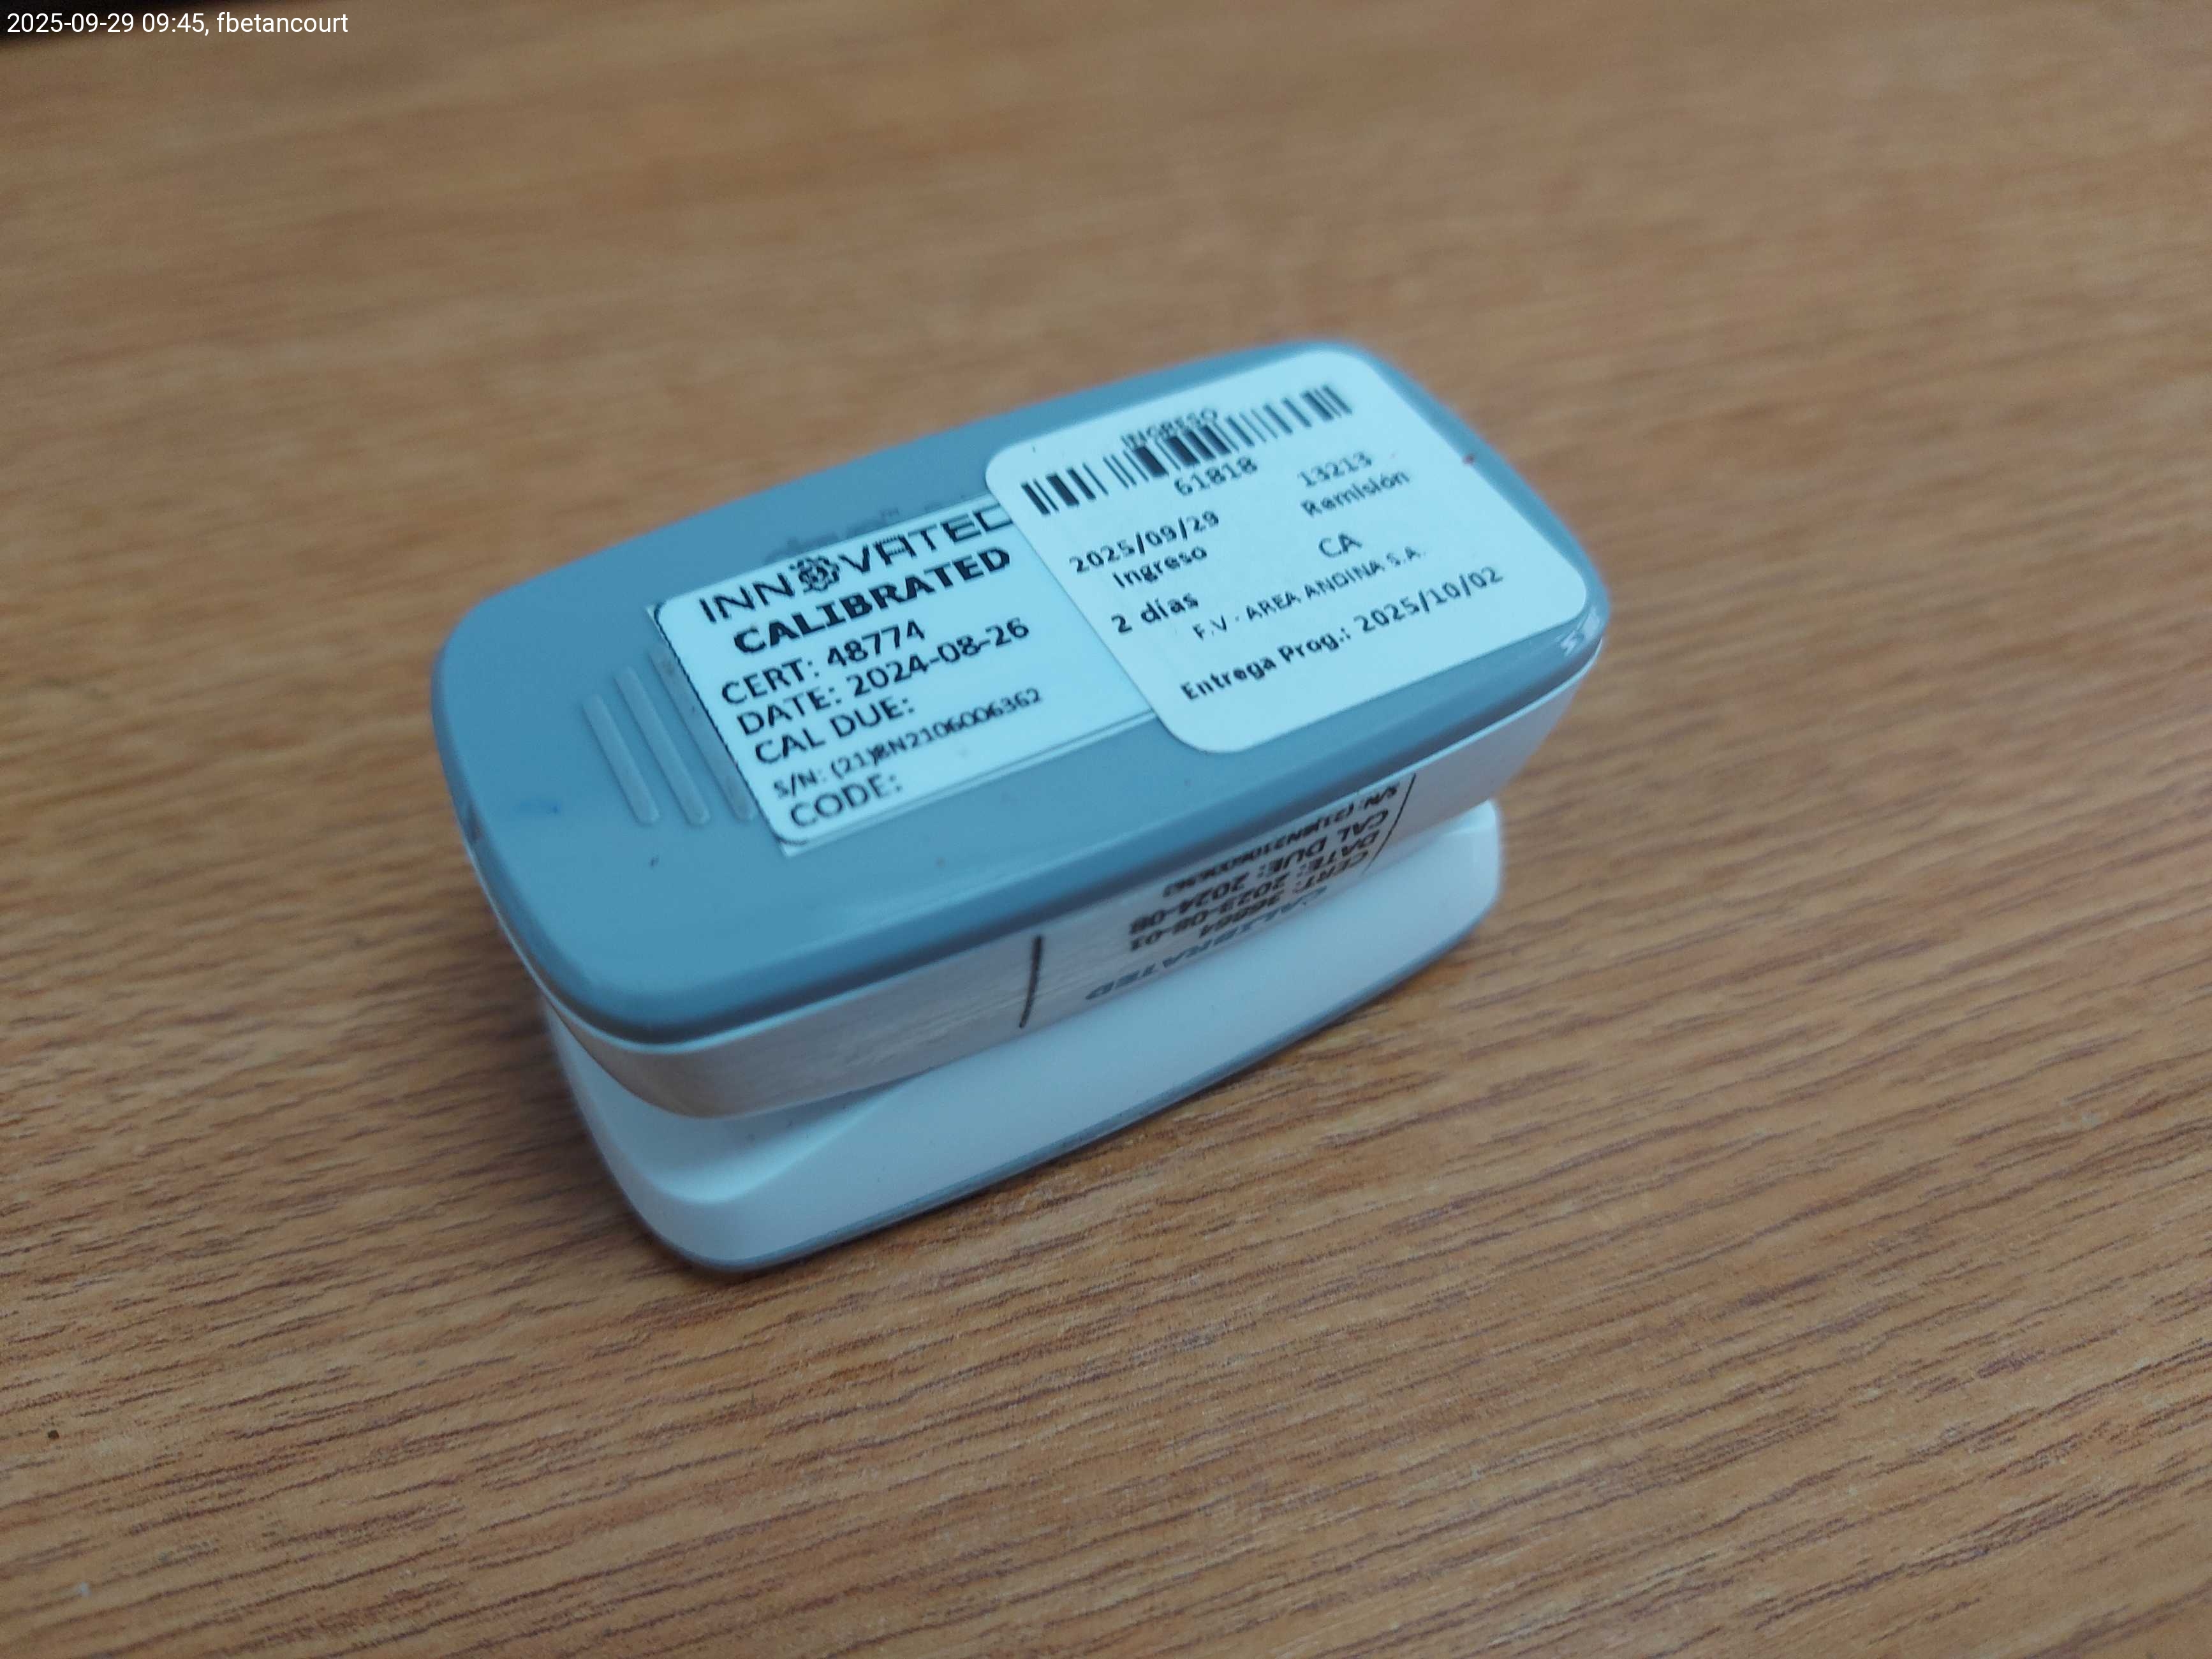 2025-09-29 09:45, fbetancourt
INGRESO
61818
13213
Remisión
2025/09/29
Ingreso
CA
2 días
F.V - AREA ANDINA S.A.
Entrega Prog.: 2025/10/02
INNOVATEC
CALIBRATED
CERT: 48774
DATE: 2024-08-26
CAL DUE:
S/N: (21)BN2106006362
CODE:
CALIBRATED
CERT:
DATE: 2023-08-01
CAL DUE: 2024-08